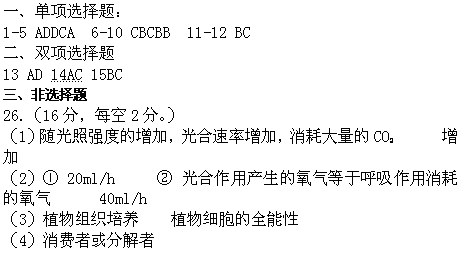 一、单项选择题：
1-5 ADDCA 6-10 CBCBB 11-12 BC
二、双项选择题
13 AD 14AC 15BC
三、非选择题
26.（16分，每空2分。）
（1）随光照强度的增加，光合速率增加，消耗大量的CO₂ 增
加
（2）① 20ml/h ② 光合作用产生的氧气等于呼吸作用消耗
的氧气 40ml/h
（3）植物组织培养 植物细胞的全能性
（4）消费者或分解者